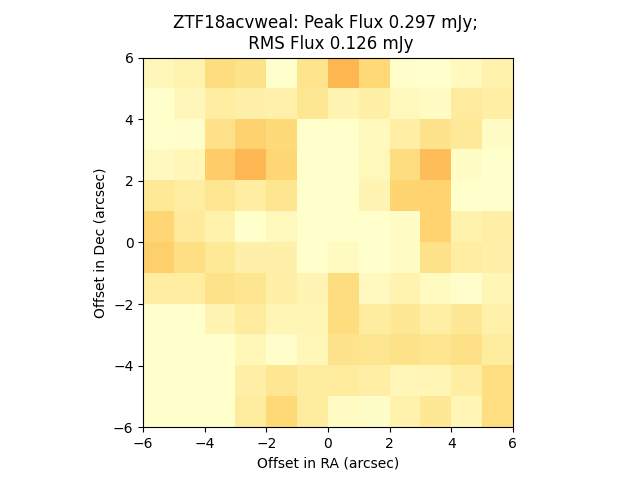 ZTF18acvweal: Peak Flux 0.297 mJy;
RMS Flux 0.126 mJy
6
4
2
0
−2
−4
−6
Offset in Dec (arcsec)
−6 −4 −2 0 2 4 6
Offset in RA (arcsec)